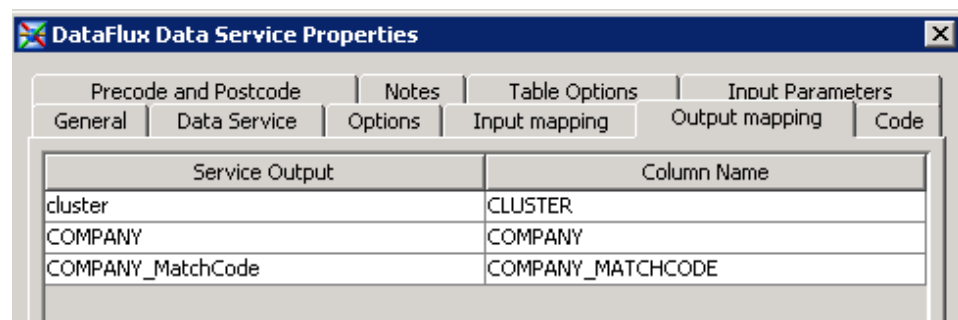 DataFlux Data Service Properties
Precode and Postcode Notes Table Options Input Parameters
General Data Service Options Input mapping Output mapping Code
Service Output Column Name
cluster CLUSTER
COMPANY COMPANY
COMPANY_MatchCode COMPANY_MATCHCODE